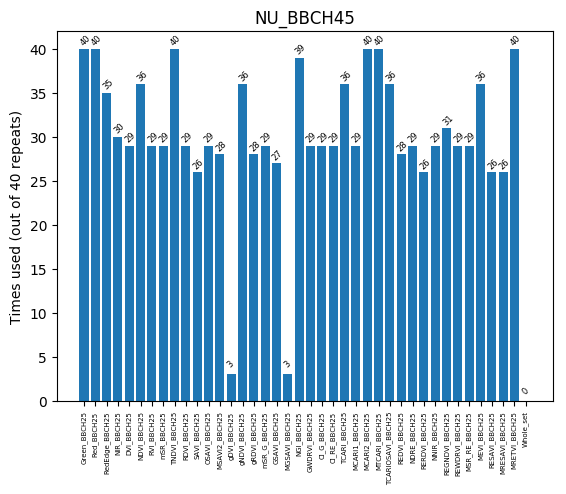 NU_BBCH45
Times used (out of 40 repeats)
40
35
30
25
20
15
10
5
0
40
40
35
30
29
36
29
29
40
29
26
29
28
3
36
28
29
27
3
39
29
29
29
36
29
40
40
36
28
29
26
29
31
29
29
36
26
26
40
0
Green_BBCH25
Red_BBCH25
RedEdge_BBCH25
NIR_BBCH25
DVI_BBCH25
NDVI_BBCH25
RVI_BBCH25
mSR_BBCH25
TNDVI_BBCH25
RDVI_BBCH25
SAVI_BBCH25
OSAVI_BBCH25
MSAVI2_BBCH25
gDVI_BBCH25
gNDVI_BBCH25
gRDVI_BBCH25
mSR_G_BBCH25
GSAVI_BBCH25
MGSAVI_BBCH25
NGI_BBCH25
GWDRVI_BBCH25
CI_G_BBCH25
CI_RE_BBCH25
TCARI_BBCH25
MCARI1_BBCH25
MCARI2_BBCH25
MTCARI_BBCH25
TCARIOSAVI_BBCH25
REDVI_BBCH25
NDRE_BBCH25
RERDVI_BBCH25
NNIR_BBCH25
REGNDVI_BBCH25
REWDRVI_BBCH25
MSR_RE_BBCH25
MEVI_BBCH25
RESAVI_BBCH25
MRESAVI_BBCH25
MRETVI_BBCH25
Whole_set